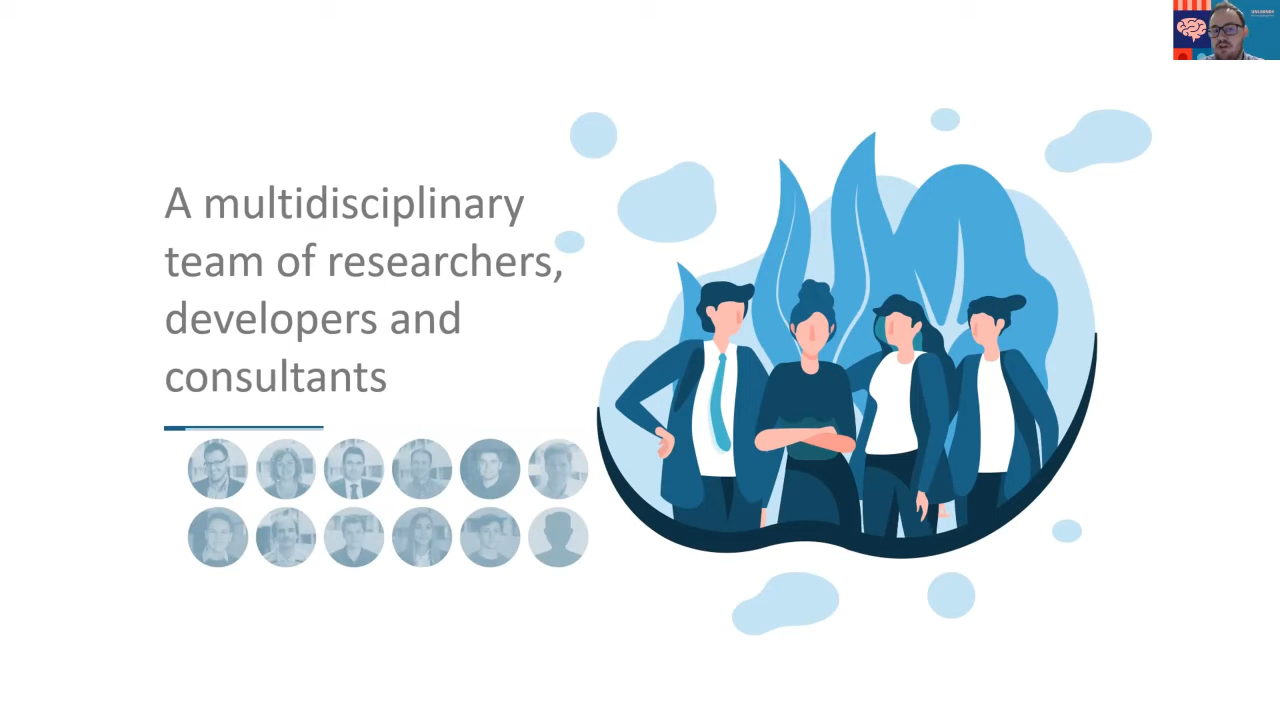 A multidisciplinary
team of researchers,
developers and
consultants